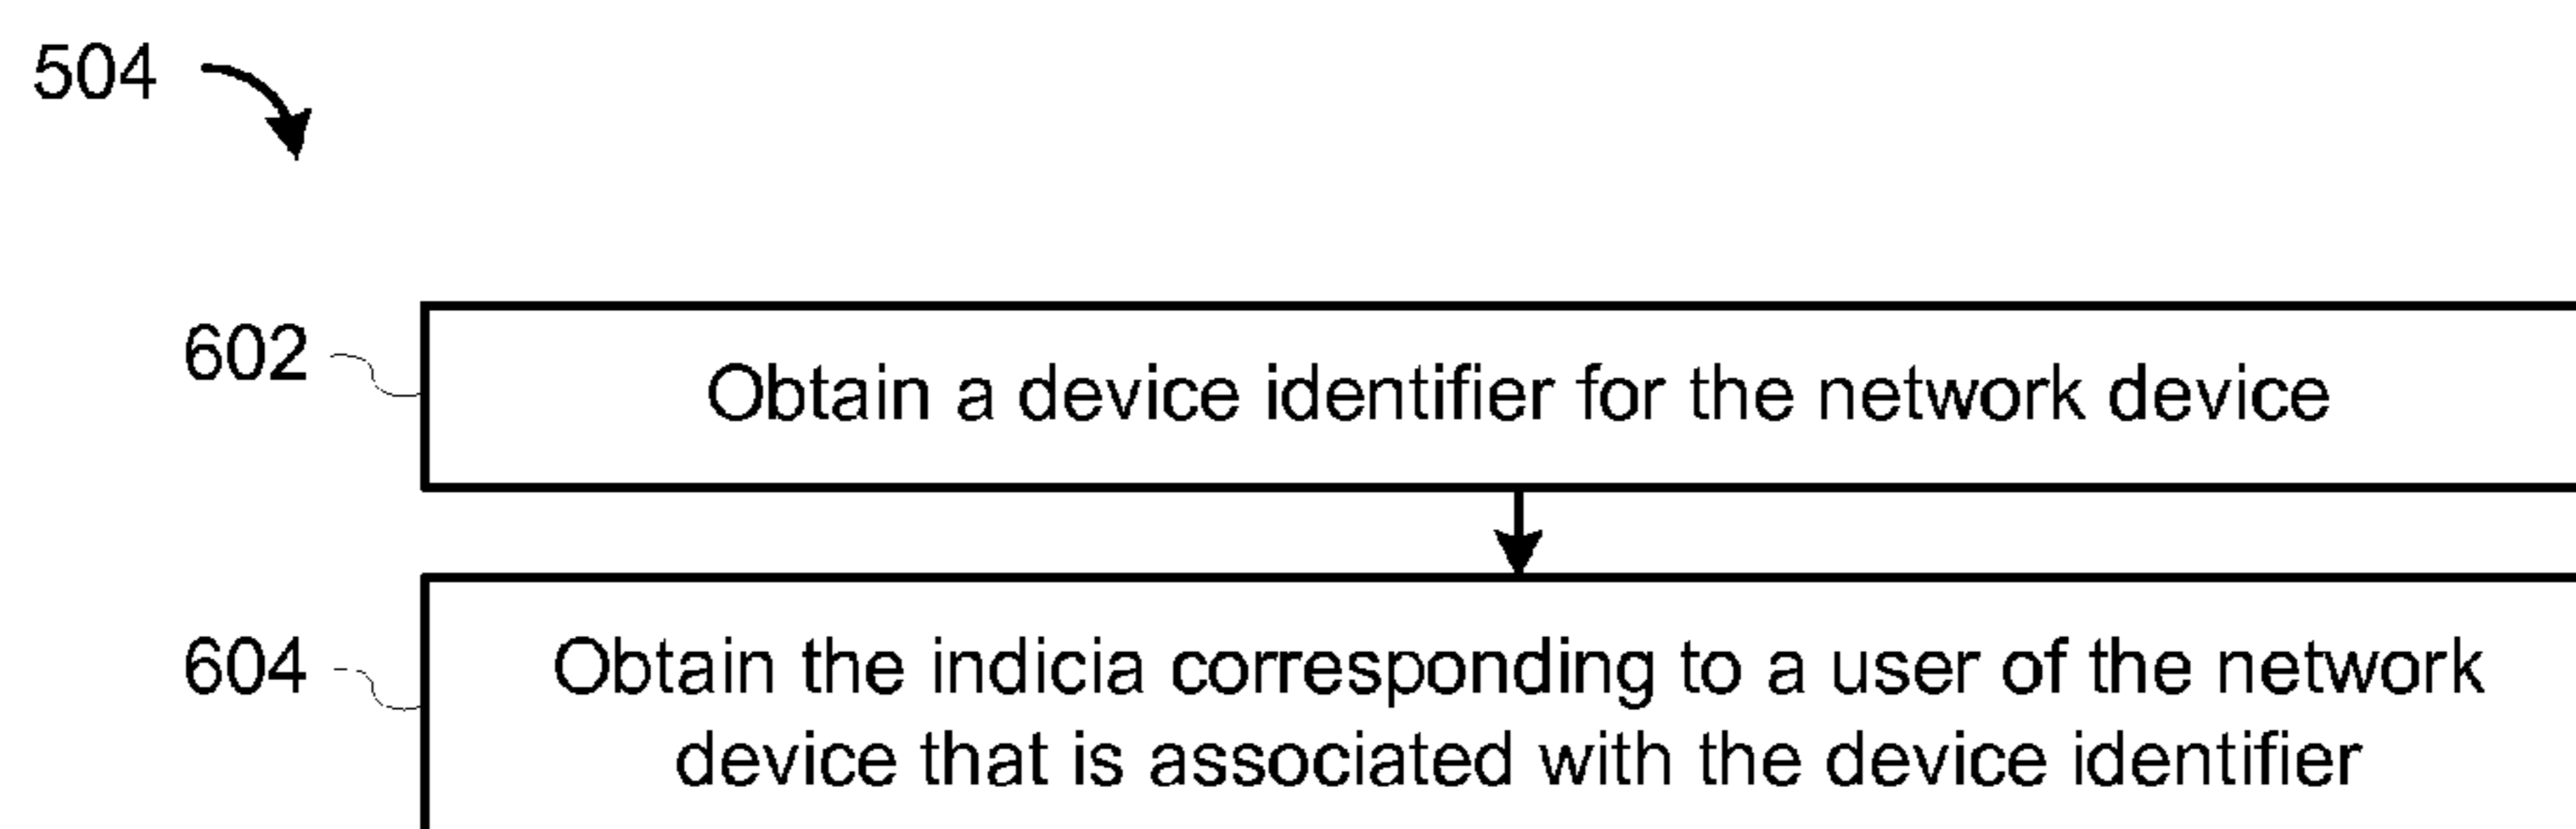 504
602
Obtain a device identifier for the network device
604
Obtain the indicia corresponding to a user of the network
device that is associated with the device identifier